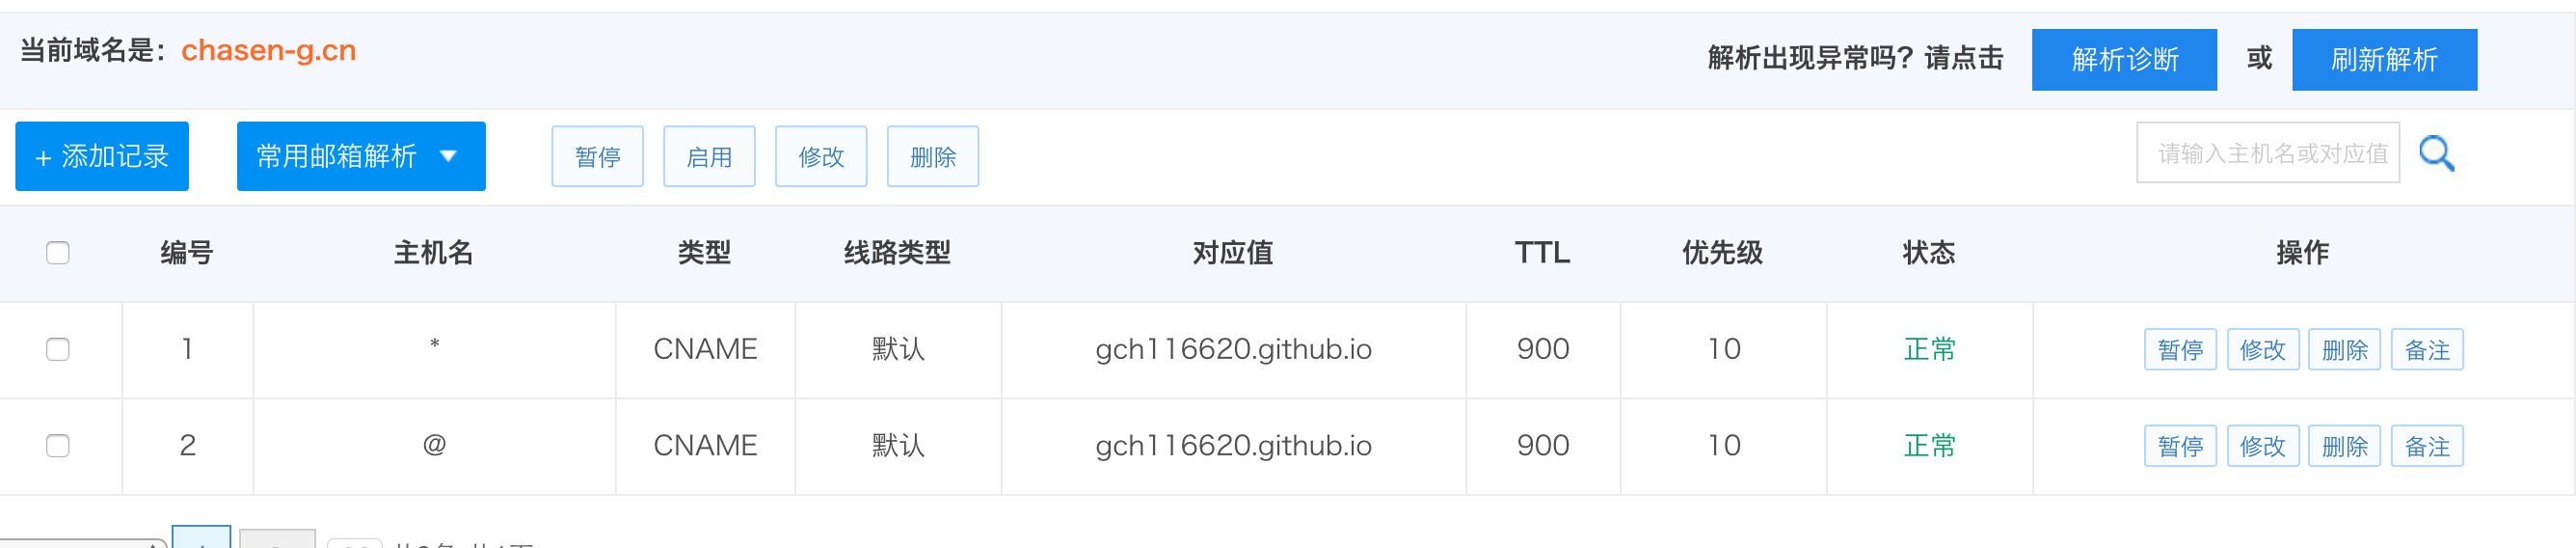 当前域名是：chasen-g.cn
解析出现异常吗？请点击 解析诊断 或 刷新解析
+ 添加记录 常用邮箱解析 暂停 启用 修改 删除 请输入主机名或对应值
编号 主机名 类型 线路类型 对应值 TTL 优先级 状态 操作
1 * CNAME 默认 gch116620.github.io 900 10 正常 暂停 修改 删除 备注
2 @ CNAME 默认 gch116620.github.io 900 10 正常 暂停 修改 删除 备注